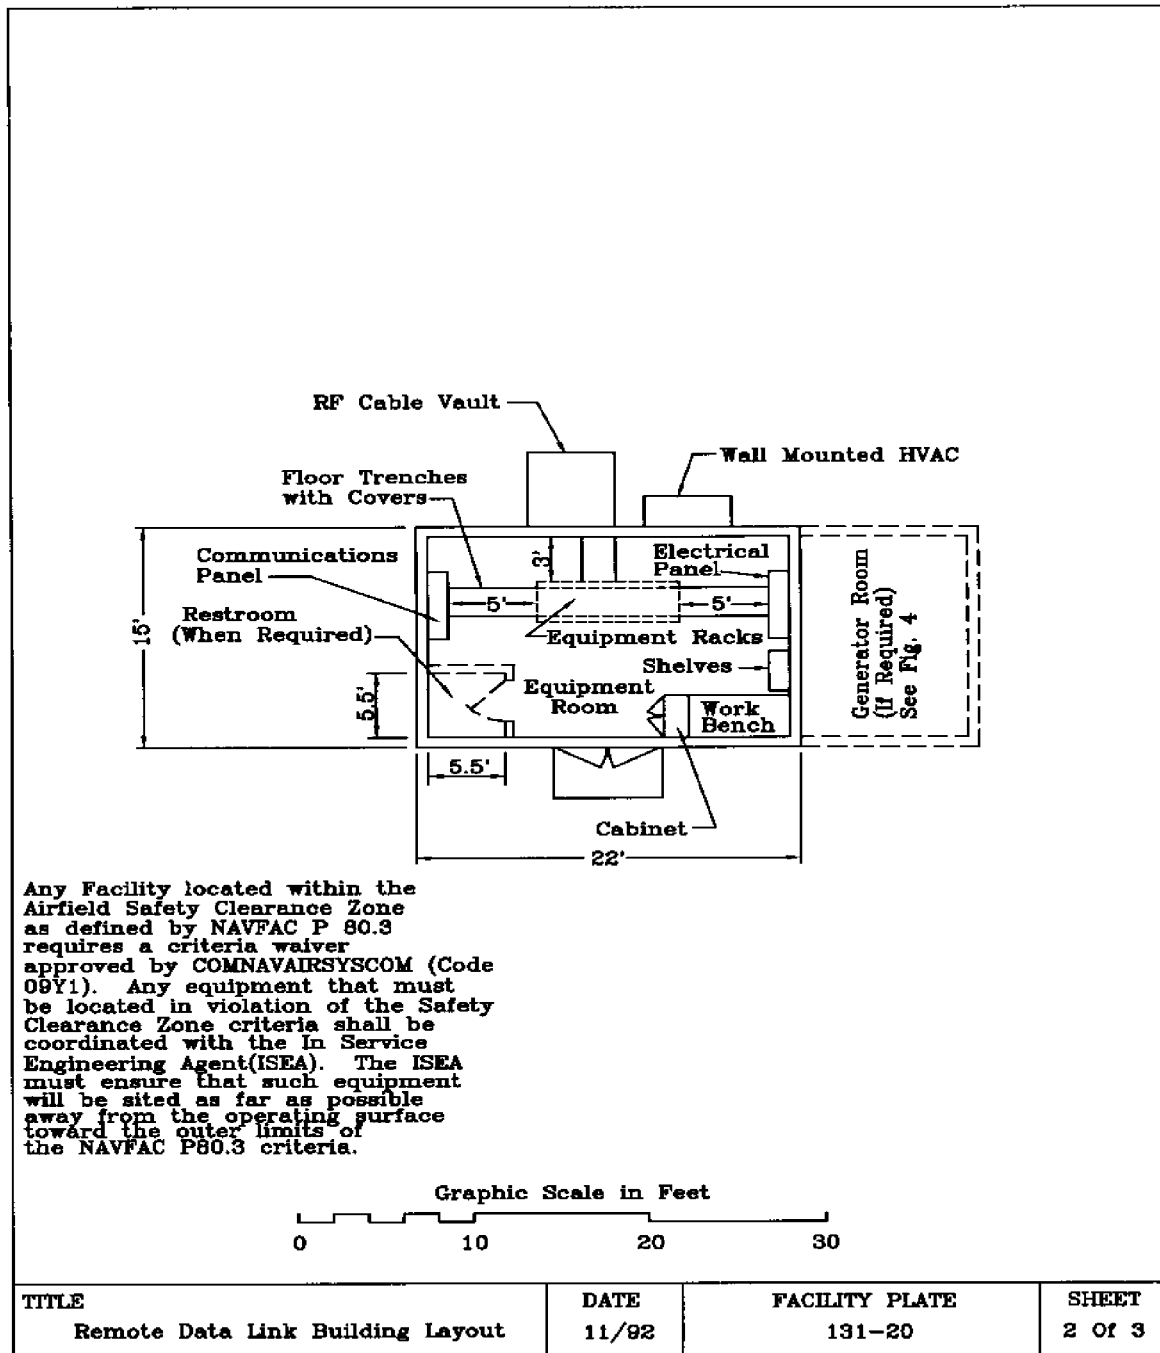 RF Cable Vault
Wall Mounted HVAC
Floor Trenches
with Covers
Communications
Panel
Electrical
Panel
3'
5'
5'
Restroom
(When Required)
Equipment Racks
15'
Shelves
Equipment
Room
5.5'
Work
Bench
Generator Room
(If Required)
See Fig. 4
5.5'
Cabinet
22'
Any Facility located within the
Airfield Safety Clearance Zone
as defined by NAVFAC P 80.3
requires a criteria waiver
approved by COMNAVAIRSYSCOM (Code
09Y1). Any equipment that must
be located in violation of the Safety
Clearance Zone criteria shall be
coordinated with the In Service
Engineering Agent(ISEA). The ISEA
must ensure that such equipment
will be sited as far as possible
away from the operating surface
toward the outer limits of
the NAVFAC P80.3 criteria.
Graphic Scale in Feet
0 10 20 30
TITLE DATE FACILITY PLATE SHEET
Remote Data Link Building Layout 11/92 131-20 2 Of 3